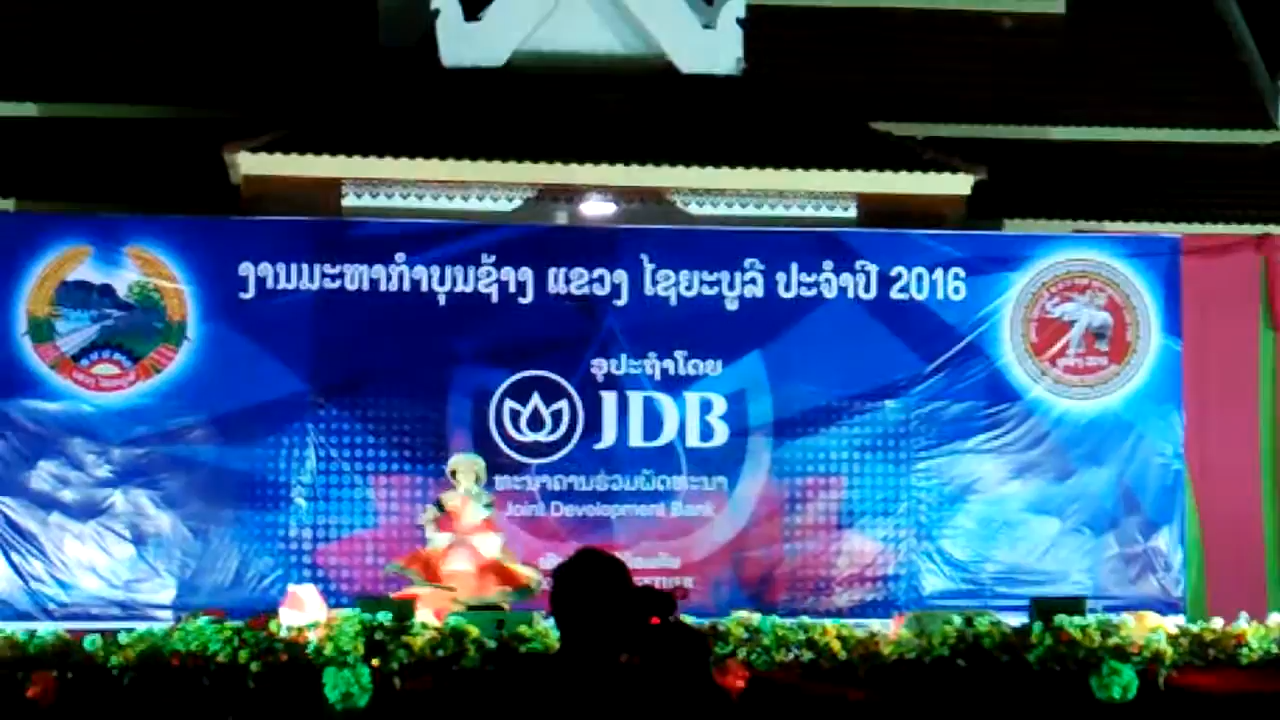 ງານມະຫາກຳບຸນຊ້າງ ແຂວງ ໄຊຍະບູລີ ປະຈຳປີ 2016
ອຸປະຖຳໂດຍ
JDB
ທະນາຄານຮ່ວມພັດທະນາ
Joint Development Bank